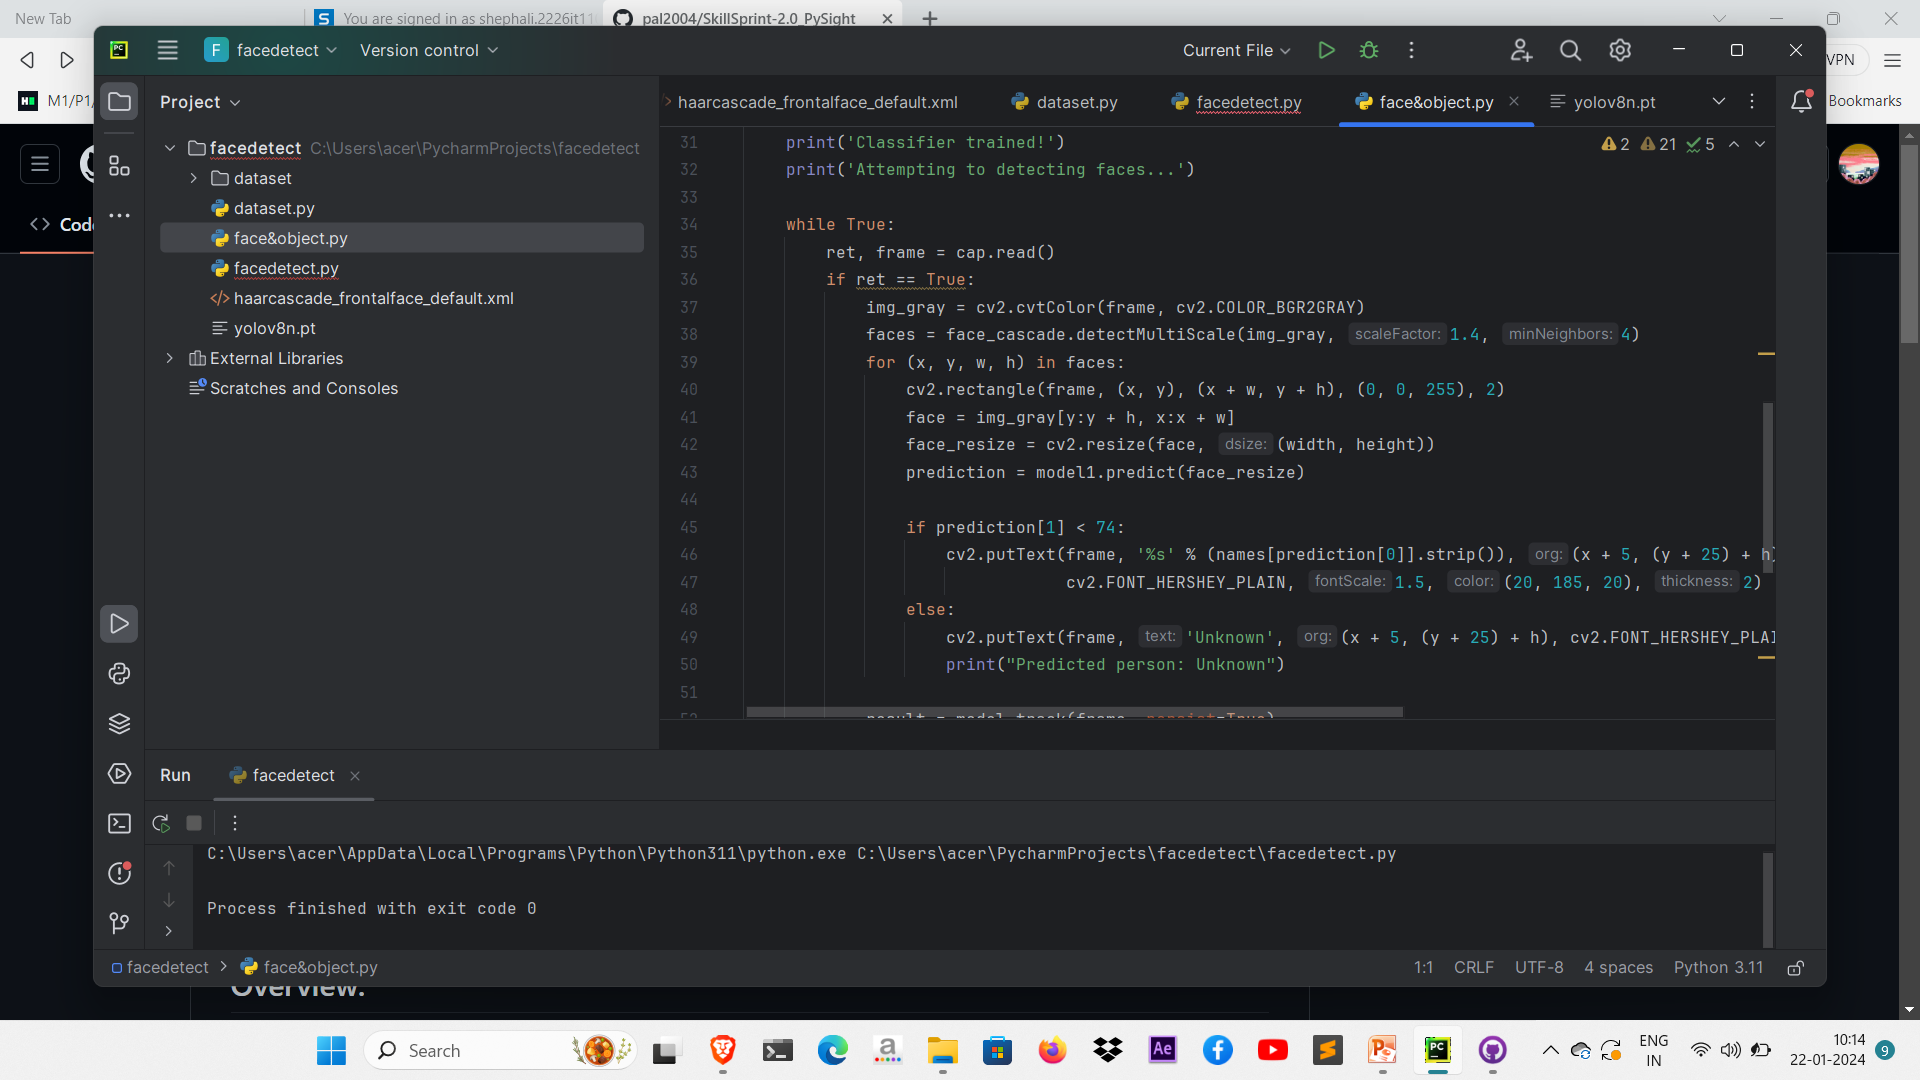 New Tab
S You are signed in as shephali.2226it11
pal2004/SkillSprint-2.0_PySight
PC
F facedetect
Version control
Current File
VPN
M1/P1/
Bookmarks
Project
haarcascade_frontalface_default.xml
dataset.py
facedetect.py
face&object.py
yolov8n.pt
Code
facedetect C:\Users\acer\PycharmProjects\facedetect
dataset
dataset.py
face&object.py
facedetect.py
haarcascade_frontalface_default.xml
yolov8n.pt
External Libraries
Scratches and Consoles
2 21 5
31 print('Classifier trained!')
32 print('Attempting to detecting faces...')
33
34 while True:
35 ret, frame = cap.read()
36 if ret == True:
37 img_gray = cv2.cvtColor(frame, cv2.COLOR_BGR2GRAY)
38 faces = face_cascade.detectMultiScale(img_gray, scaleFactor: 1.4, minNeighbors: 4)
39 for (x, y, w, h) in faces:
40 cv2.rectangle(frame, (x, y), (x + w, y + h), (0, 0, 255), 2)
41 face = img_gray[y:y + h, x:x + w]
42 face_resize = cv2.resize(face, dsize: (width, height))
43 prediction = model1.predict(face_resize)
44
45 if prediction[1] < 74:
46 cv2.putText(frame, '%s' % (names[prediction[0]].strip()), org: (x + 5, (y + 25) + h)
47 cv2.FONT_HERSHEY_PLAIN, fontScale: 1.5, color: (20, 185, 20), thickness: 2)
48 else:
49 cv2.putText(frame, text: 'Unknown', org: (x + 5, (y + 25) + h), cv2.FONT_HERSHEY_PLAI
50 print("Predicted person: Unknown")
51
52 result = model.track(frame, persist=True)
Run
facedetect
C:\Users\acer\AppData\Local\Programs\Python\Python311\python.exe C:\Users\acer\PycharmProjects\facedetect\facedetect.py
Process finished with exit code 0
facedetect > face&object.py
1:1 CRLF UTF-8 4 spaces Python 3.11
Overview:
Search
a
Ae
PC
ENG
IN
10:14
22-01-2024
9